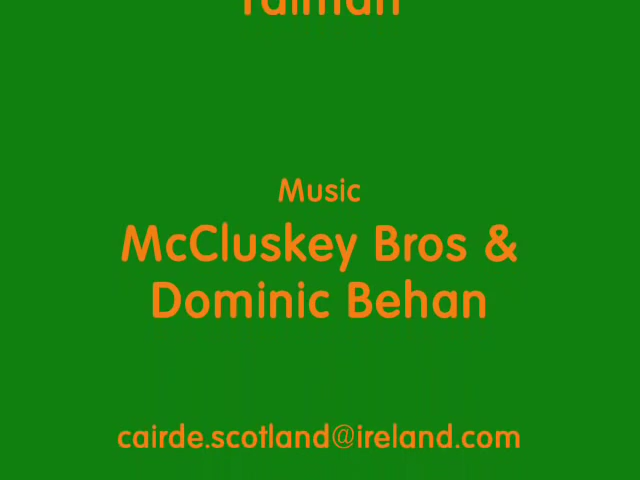 Music
McCluskey Bros &
Dominic Behan
cairde.scotland@ireland.com